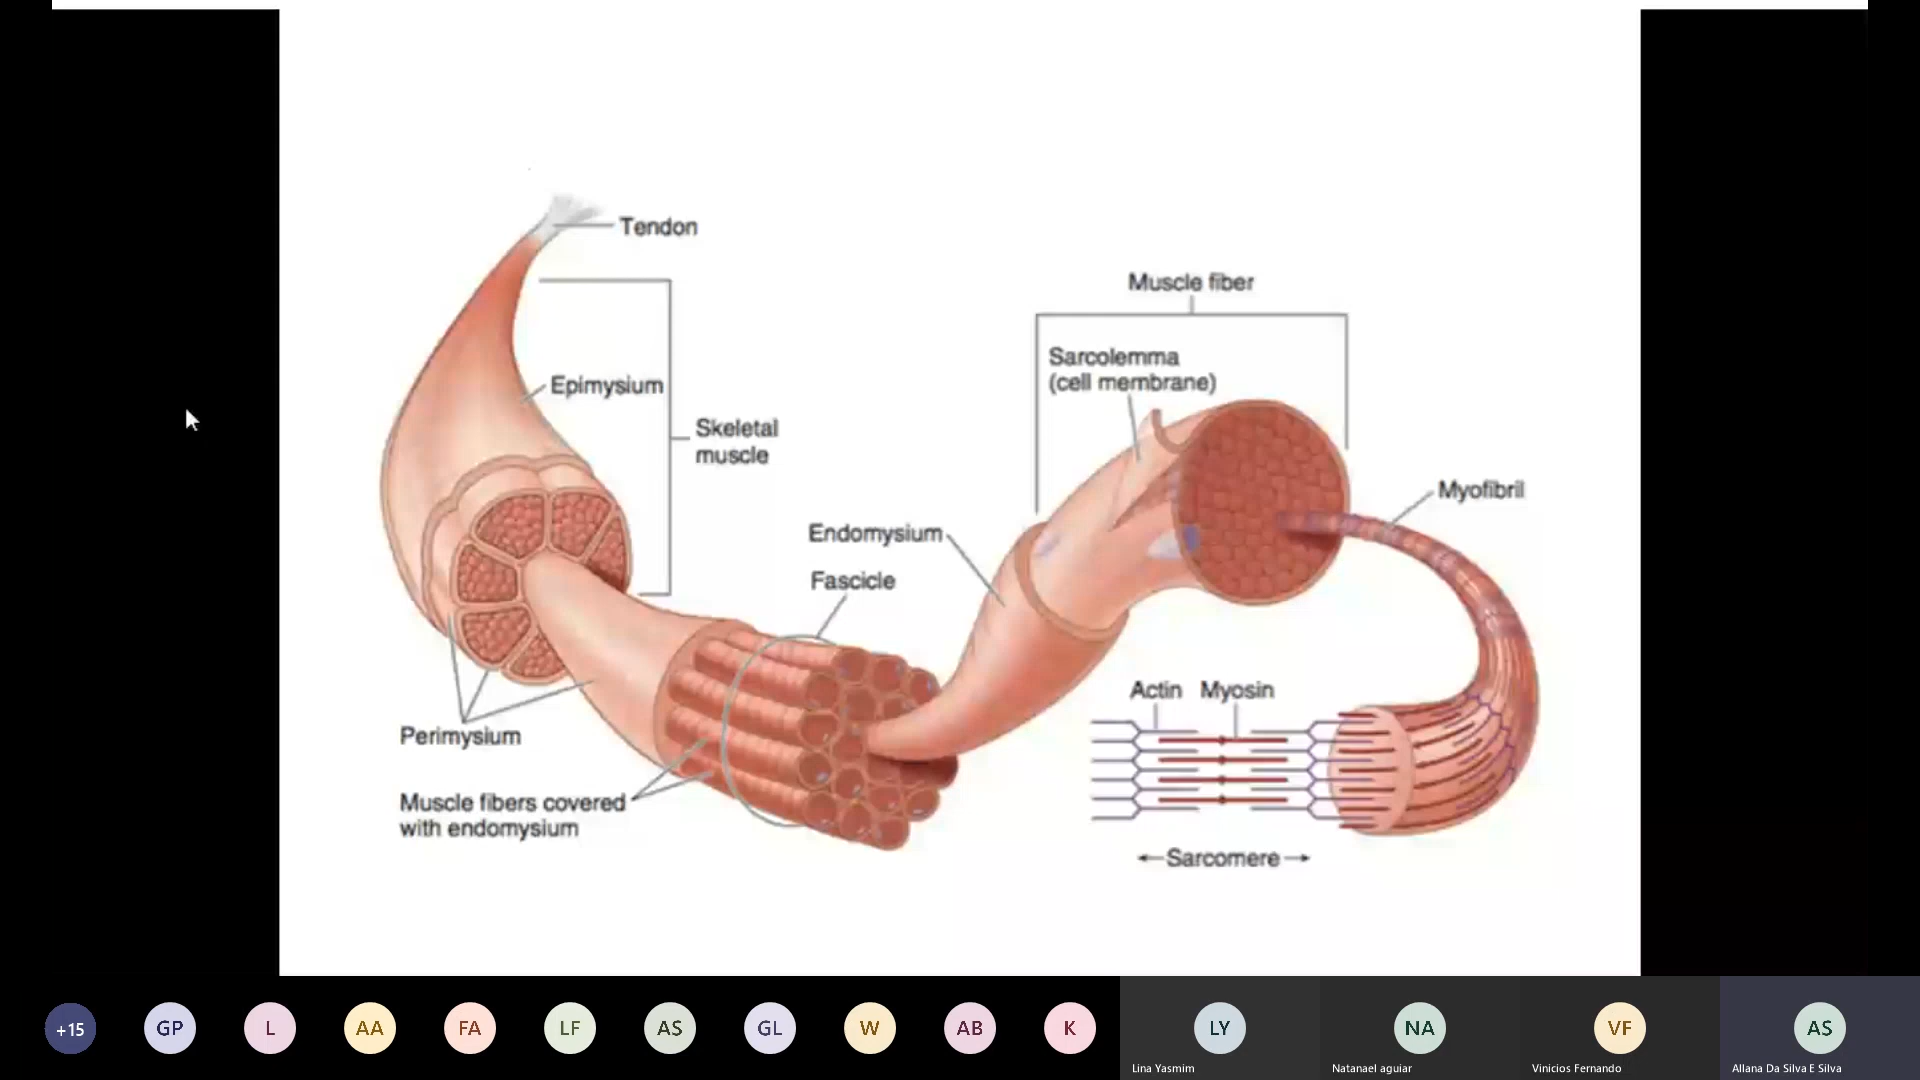 Tendon
Muscle fiber
Sarcolemma
(cell membrane)
Epimysium
Skeletal
muscle
Myofibril
Endomysium
Fascicle
Actin Myosin
Perimysium
Muscle fibers covered
with endomysium
Sarcomere
+15
GP
L
AA
FA
LF
AS
GL
W
AB
K
LY
NA
VF
AS
Lina Yasmim
Natanael aguiar
Vinicios Fernando
Allana Da Silva E Silva